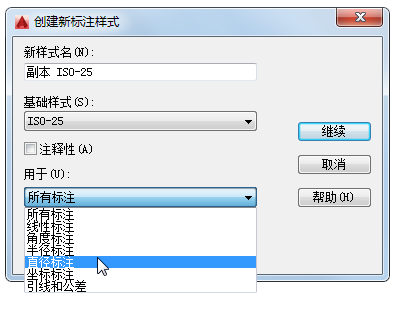 创建新标注样式
新样式名(N):
副本 ISO-25
基础样式(S):
ISO-25
继续
注释性(A)
取消
用于(U):
所有标注
帮助(H)
所有标注
线性标注
角度标注
半径标注
直径标注
坐标标注
引线和公差